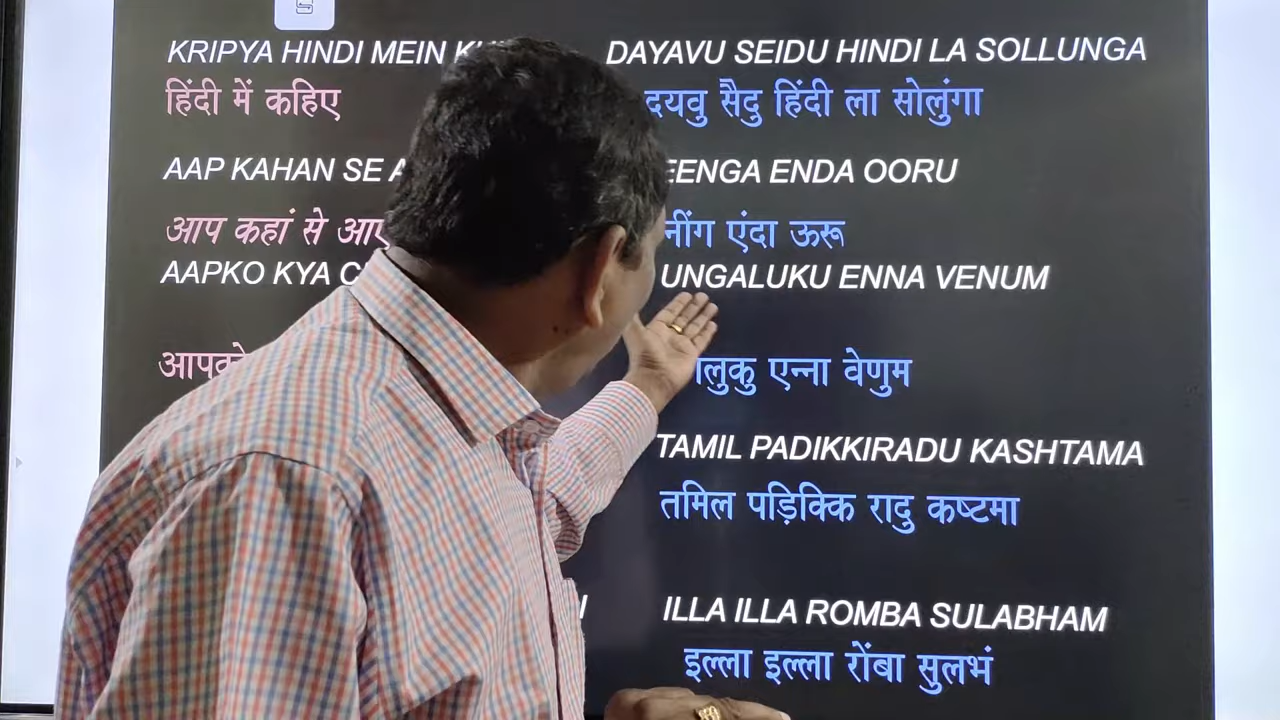 KRIPYA HINDI MEIN
DAYAVU SEIDU HINDI LA SOLLUNGA
हिंदी में कहिए
दयवु सैदु हिंदी ला सोलुंगा
AAP KAHAN SE
EENGA ENDA OORU
आप कहां से
नींग एंदा ऊरू
AAPKO KYA
UNGALUKU ENNA VENUM
एन्ना वेणुम
TAMIL PADIKKIRADU KASHTAMA
तमिल पड़िक्कि रादु कष्टमा
ILLA ILLA ROMBA SULABHAM
इल्ला इल्ला रोंबा सुलभं